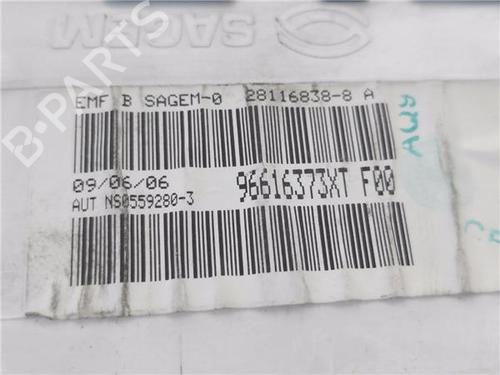 SAGEM
EMF B SAGEM-0 28116838-8 A
09/06/06 96616373XT F00
AUT NS0559280-3
B-PARTS